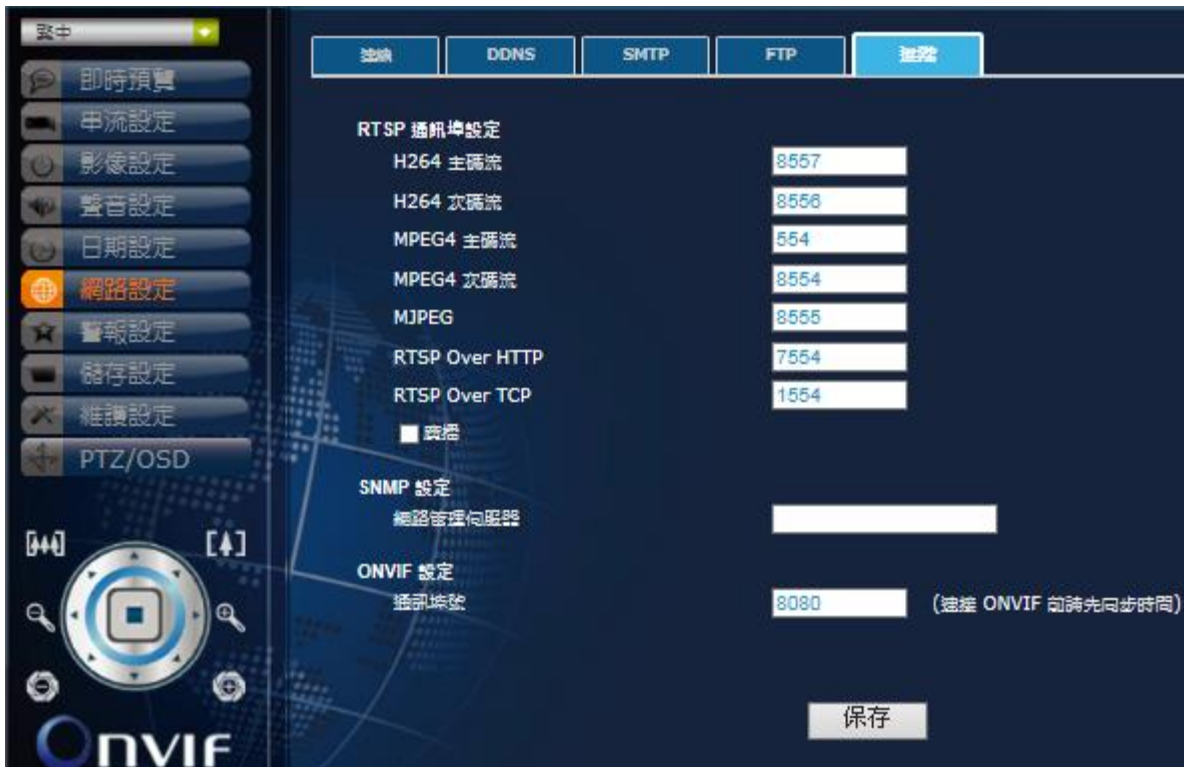 繁中
即時預覽
串流設定
影像設定
聲音設定
日期設定
網路設定
警報設定
儲存設定
維護設定
PTZ/OSD
ONVIF
連線
DDNS
SMTP
FTP
進階
RTSP 通訊埠設定
H264 主碼流 8557
H264 次碼流 8556
MPEG4 主碼流 554
MPEG4 次碼流 8554
MJPEG 8555
RTSP Over HTTP 7554
RTSP Over TCP 1554
廣播
SNMP 設定
網路管理伺服器
ONVIF 設定
通訊埠號 8080 (連接 ONVIF 前請先同步時間)
保存